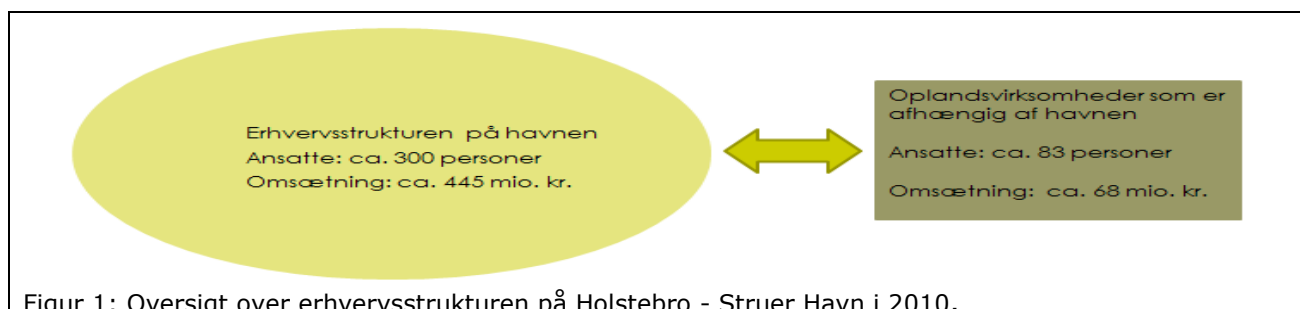 Erhvervsstrukturen på havnen
Ansatte: ca. 300 personer
Omsætning: ca. 445 mio. kr.
Oplandsvirksomheder som er
afhængig af havnen
Ansatte: ca. 83 personer
Omsætning: ca. 68 mio. kr.
Figur 1: Oversigt over erhvervsstrukturen på Holstebro - Struer Havn i 2010.